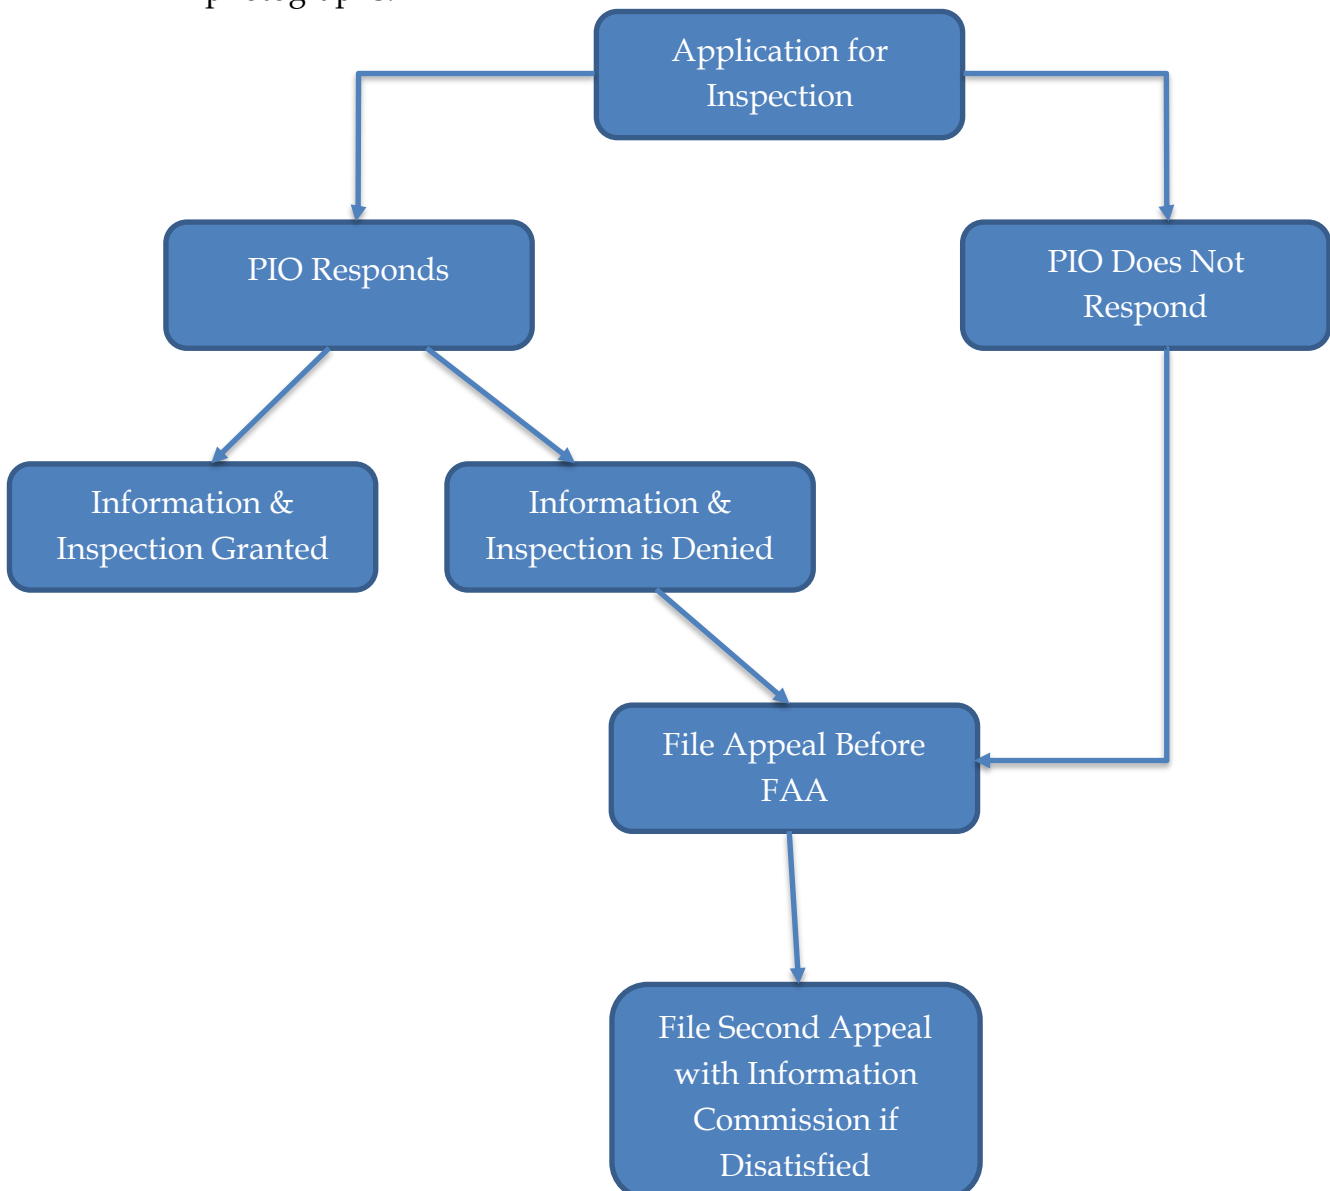 Application for
Inspection
PIO Responds
PIO Does Not
Respond
Information &
Inspection Granted
Information &
Inspection is Denied
File Appeal Before
FAA
File Second Appeal
with Information
Commission if
Disatisfied